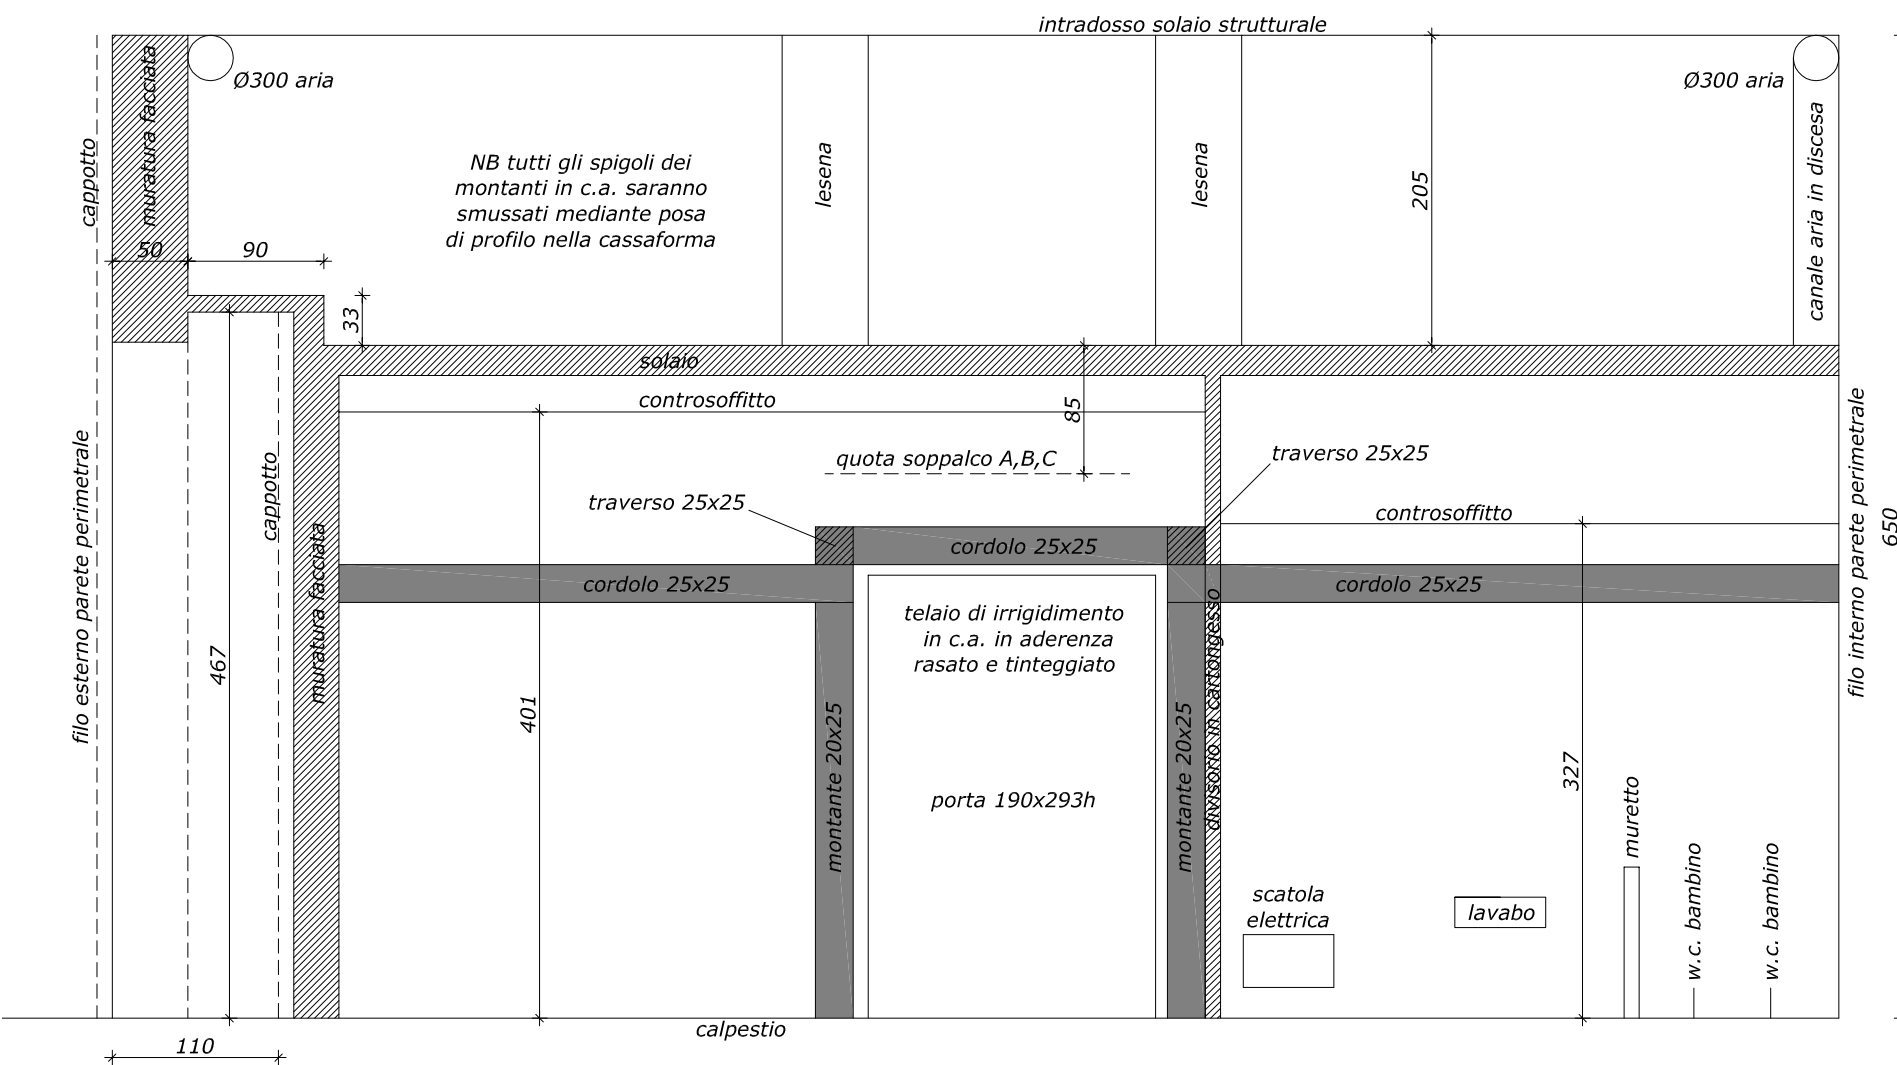 intradosso solaio strutturale
Ø300 aria
Ø300 aria
muratura facciata
cappotto
lesena
lesena
canale aria in discesa
205
NB tutti gli spigoli dei
montanti in c.a. saranno
smussati mediante posa
di profilo nella cassaforma
50
90
33
solaio
controsoffitto
85
quota soppalco A,B,C
traverso 25x25
traverso 25x25
controsoffitto
filo esterno parete perimetrale
cappotto
muratura facciata
filo interno parete perimetrale
650
cordolo 25x25
cordolo 25x25
cordolo 25x25
telaio di irrigidimento
in c.a. in aderenza
rasato e tinteggiato
divisorio in cartongesso
467
401
montante 20x25
montante 20x25
porta 190x293h
327
muretto
w.c. bambino
w.c. bambino
scatola
elettrica
lavabo
calpestio
110